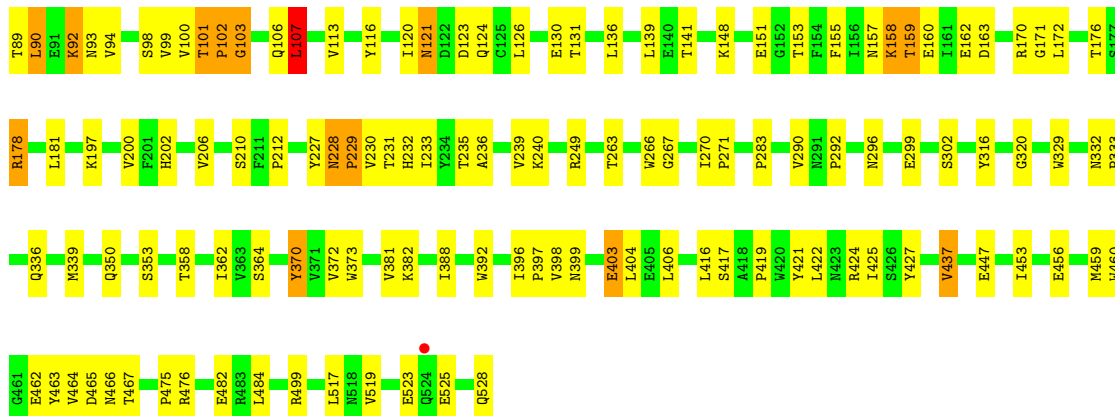 T89 L90 E91 K92 N93 V94 S98 V99 V100 T101 P102 G103 Q106 L107 V113 Y116 I120 N121 D122 D123 Q124 C125 L126 E130 T131 L136 L139 E140 T141 K148 E151 G152 T153 F154 F155 I156 N157 K158 T159 E160 I161 E162 D163 R170 G171 L172 T176 S177
R178 L181 K197 V200 F201 H202 V206 S210 F211 P212 Y227 N228 P229 V230 T231 H232 I233 Y234 T235 A236 V239 K240 R249 T263 W266 G267 I270 P271 P283 V290 N291 P292 N296 E299 S302 Y316 G320 W329 N332
Q336 M339 Q350 S353 T358 I362 V363 S364 Y370 V371 V372 W373 V381 K382 I388 W392 I396 P397 V398 N399 E403 L404 E405 L406 L416 S417 A418 P419 W420 Y421 L422 N423 R424 I425 S426 Y427 V437 E447 I453 E456 M459 W460
G461 E462 Y463 V464 D465 N466 T467 P475 R476 E482 R483 L484 R499 L517 N518 V519 E523 Q524 E525 Q528